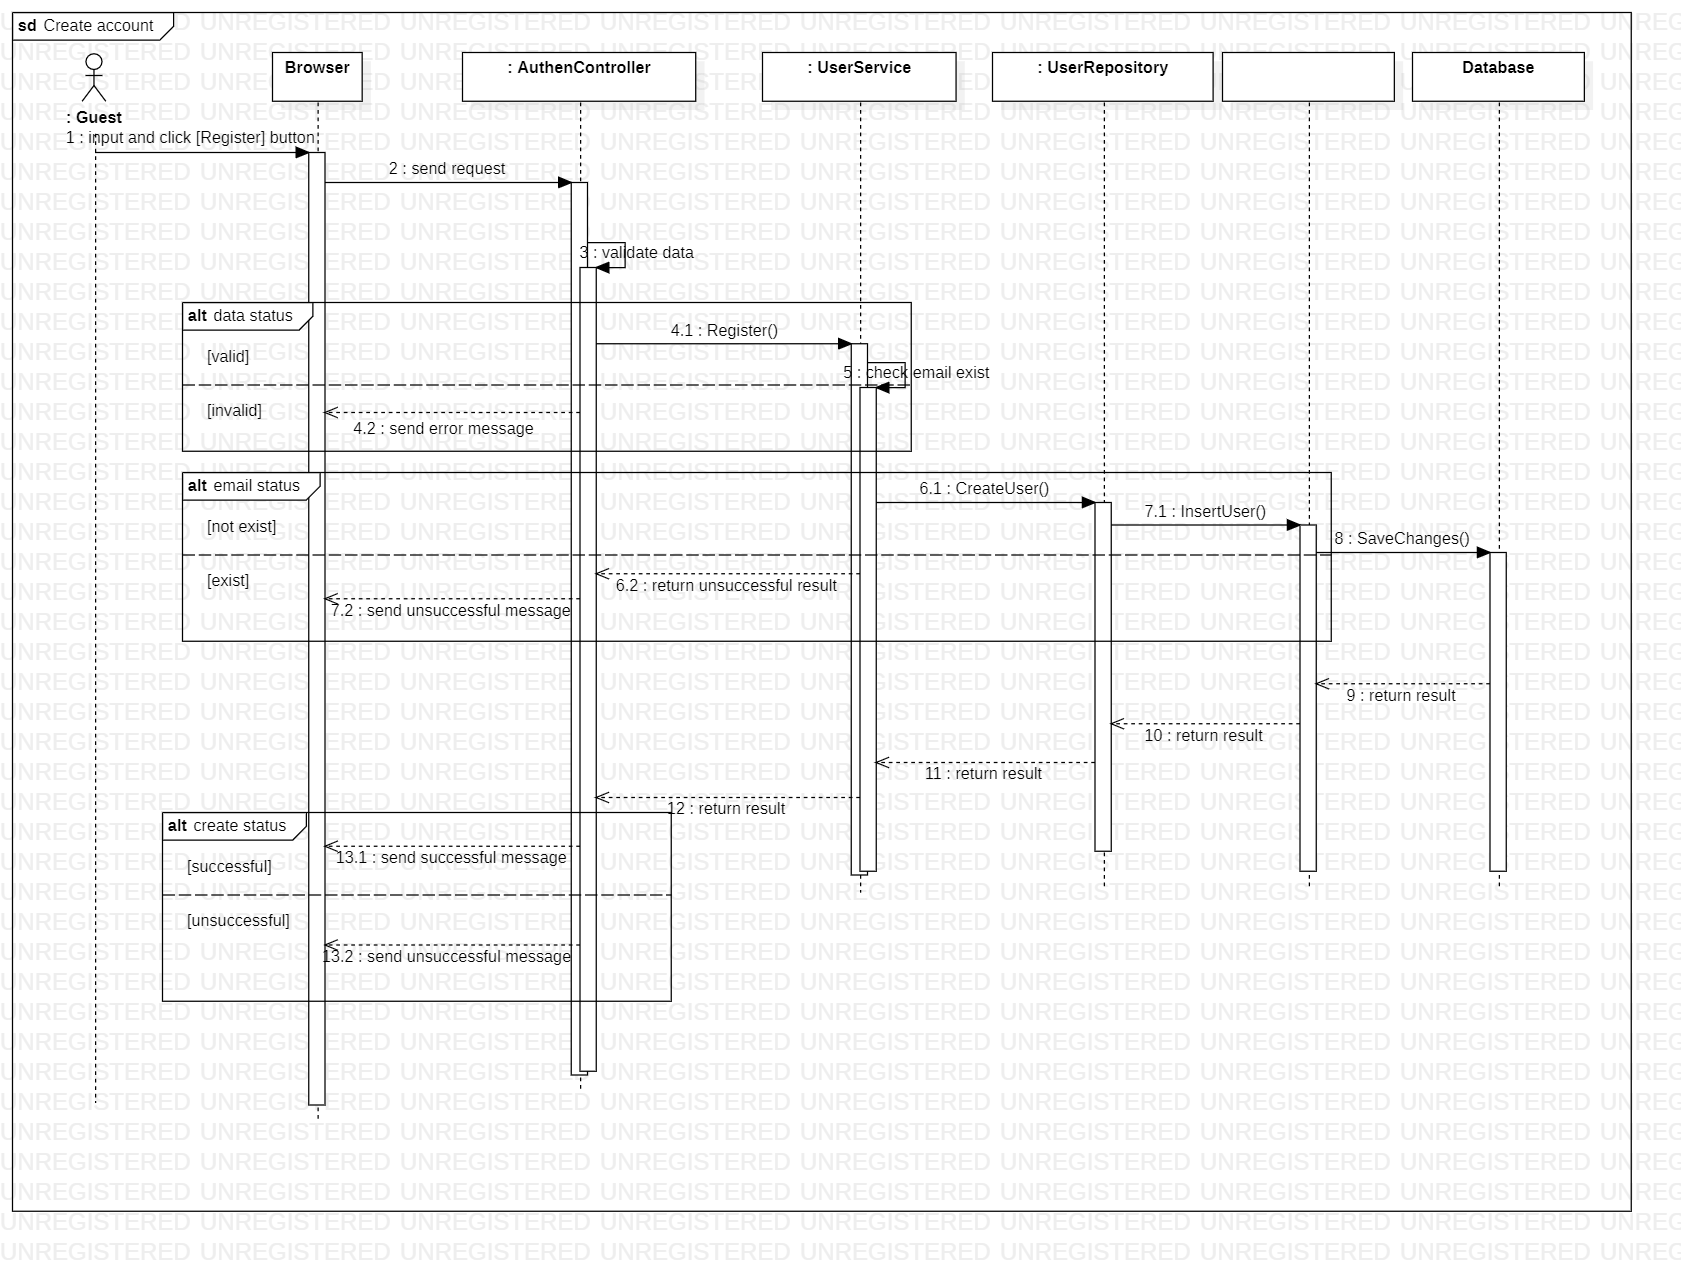 sd Create account
: Guest
Browser
: AuthenController
: UserService
: UserRepository
Database
1 : input and click [Register] button
2 : send request
3 : validate data
alt data status
4.1 : Register()
[valid]
5 : check email exist
[invalid]
4.2 : send error message
alt email status
6.1 : CreateUser()
7.1 : InsertUser()
[not exist]
8 : SaveChanges()
[exist]
6.2 : return unsuccessful result
7.2 : send unsuccessful message
9 : return result
10 : return result
11 : return result
12 : return result
alt create status
13.1 : send successful message
[successful]
[unsuccessful]
13.2 : send unsuccessful message
UNREGISTERED